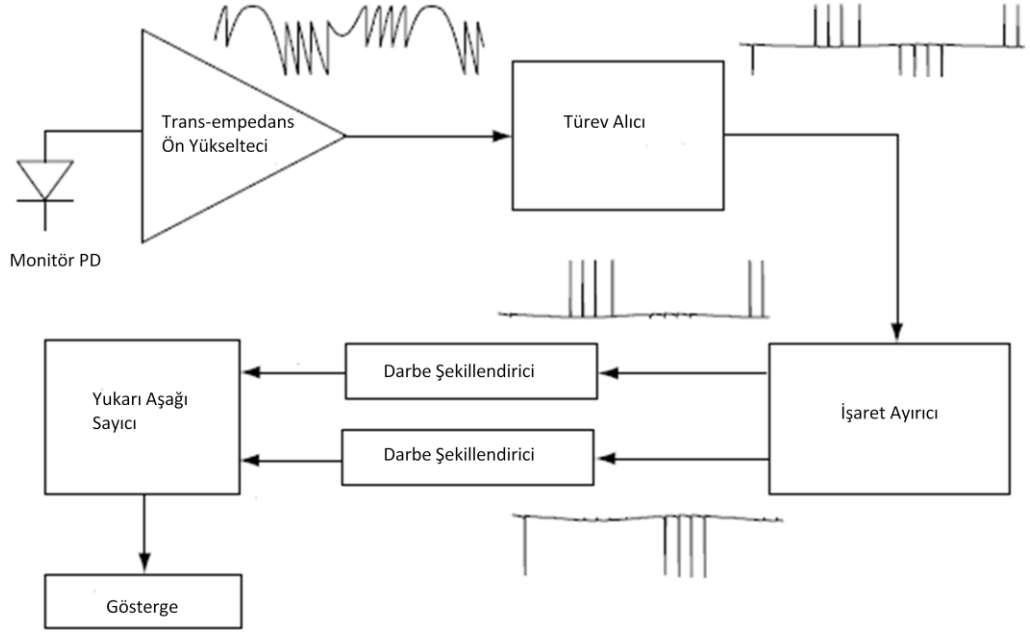 Trans-empedans
Ön Yükselteci
Türev Alıcı
Monitör PD
Yukarı Aşağı
Sayıcı
Darbe Şekillendirici
Darbe Şekillendirici
İşaret Ayırıcı
Gösterge